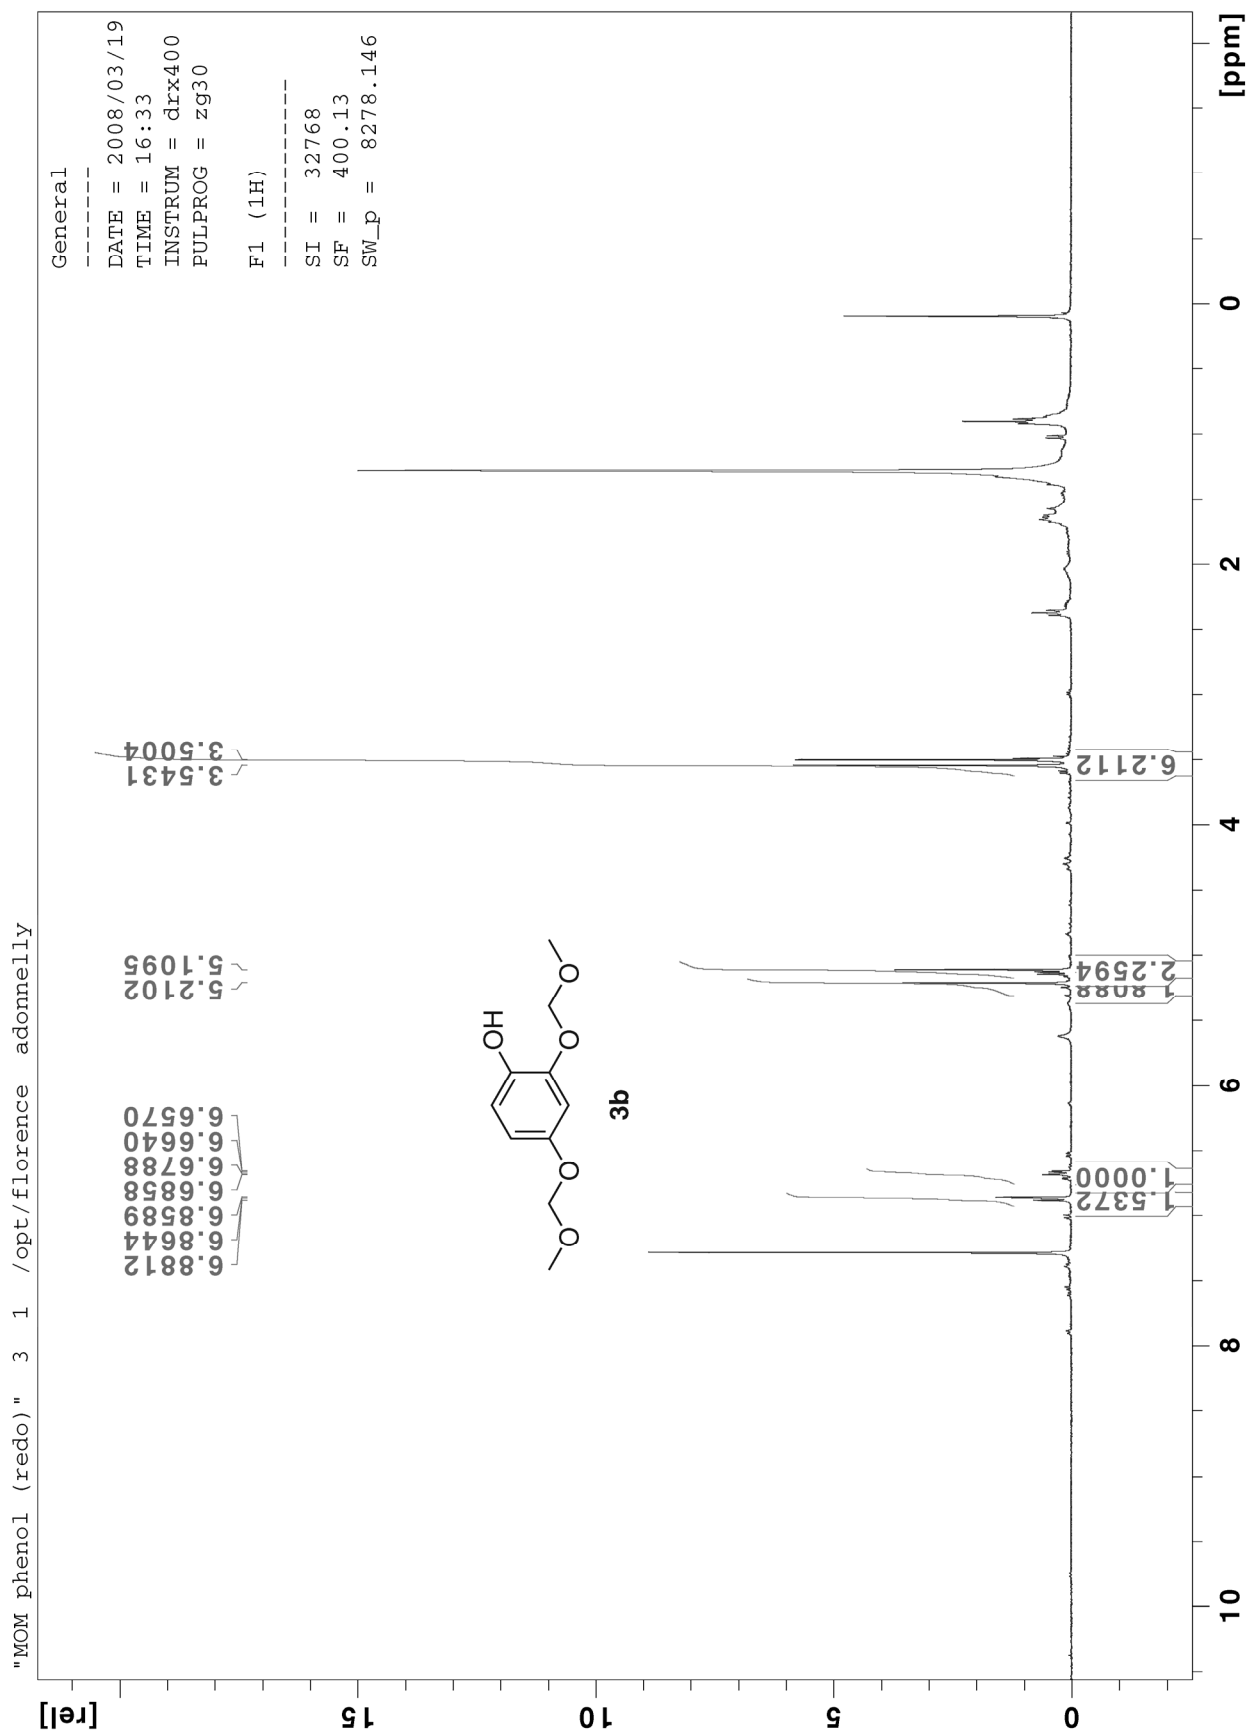 "MOM phenol (redo)" 3 1 /opt/florence adonnelly
General
-------
DATE = 2008/03/19
TIME = 16:33
INSTRUM = drx400
PULPROG = zg30
F1 (1H)
-------------
SI = 32768
SF = 400.13
SW_p = 8278.146
6.8812
6.8644
6.8589
6.8858
6.6788
6.6640
6.6570
5.2102
5.1095
3.5431
3.5004
OH
O
O
O
O
3b
1.5372
1.0000
1.8088
2.2594
6.2112
[rel]
15
10
5
0
10
8
6
4
2
0
[ppm]